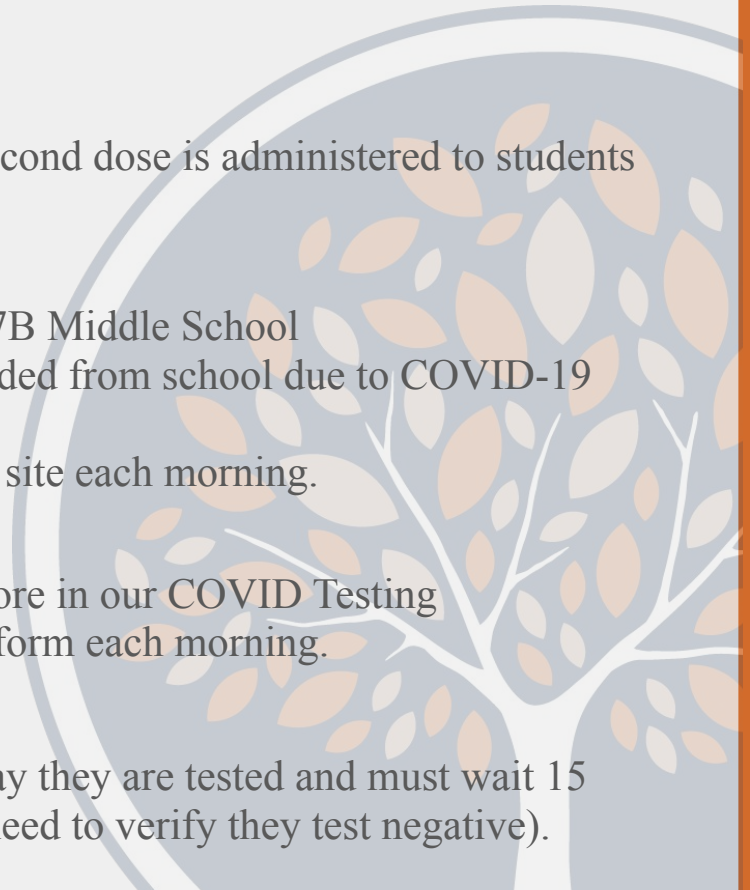 cond dose is administered to students
7B Middle School
ded from school due to COVID-19
site each morning.
ore in our COVID Testing
form each morning.
ay they are tested and must wait 15
need to verify they test negative).